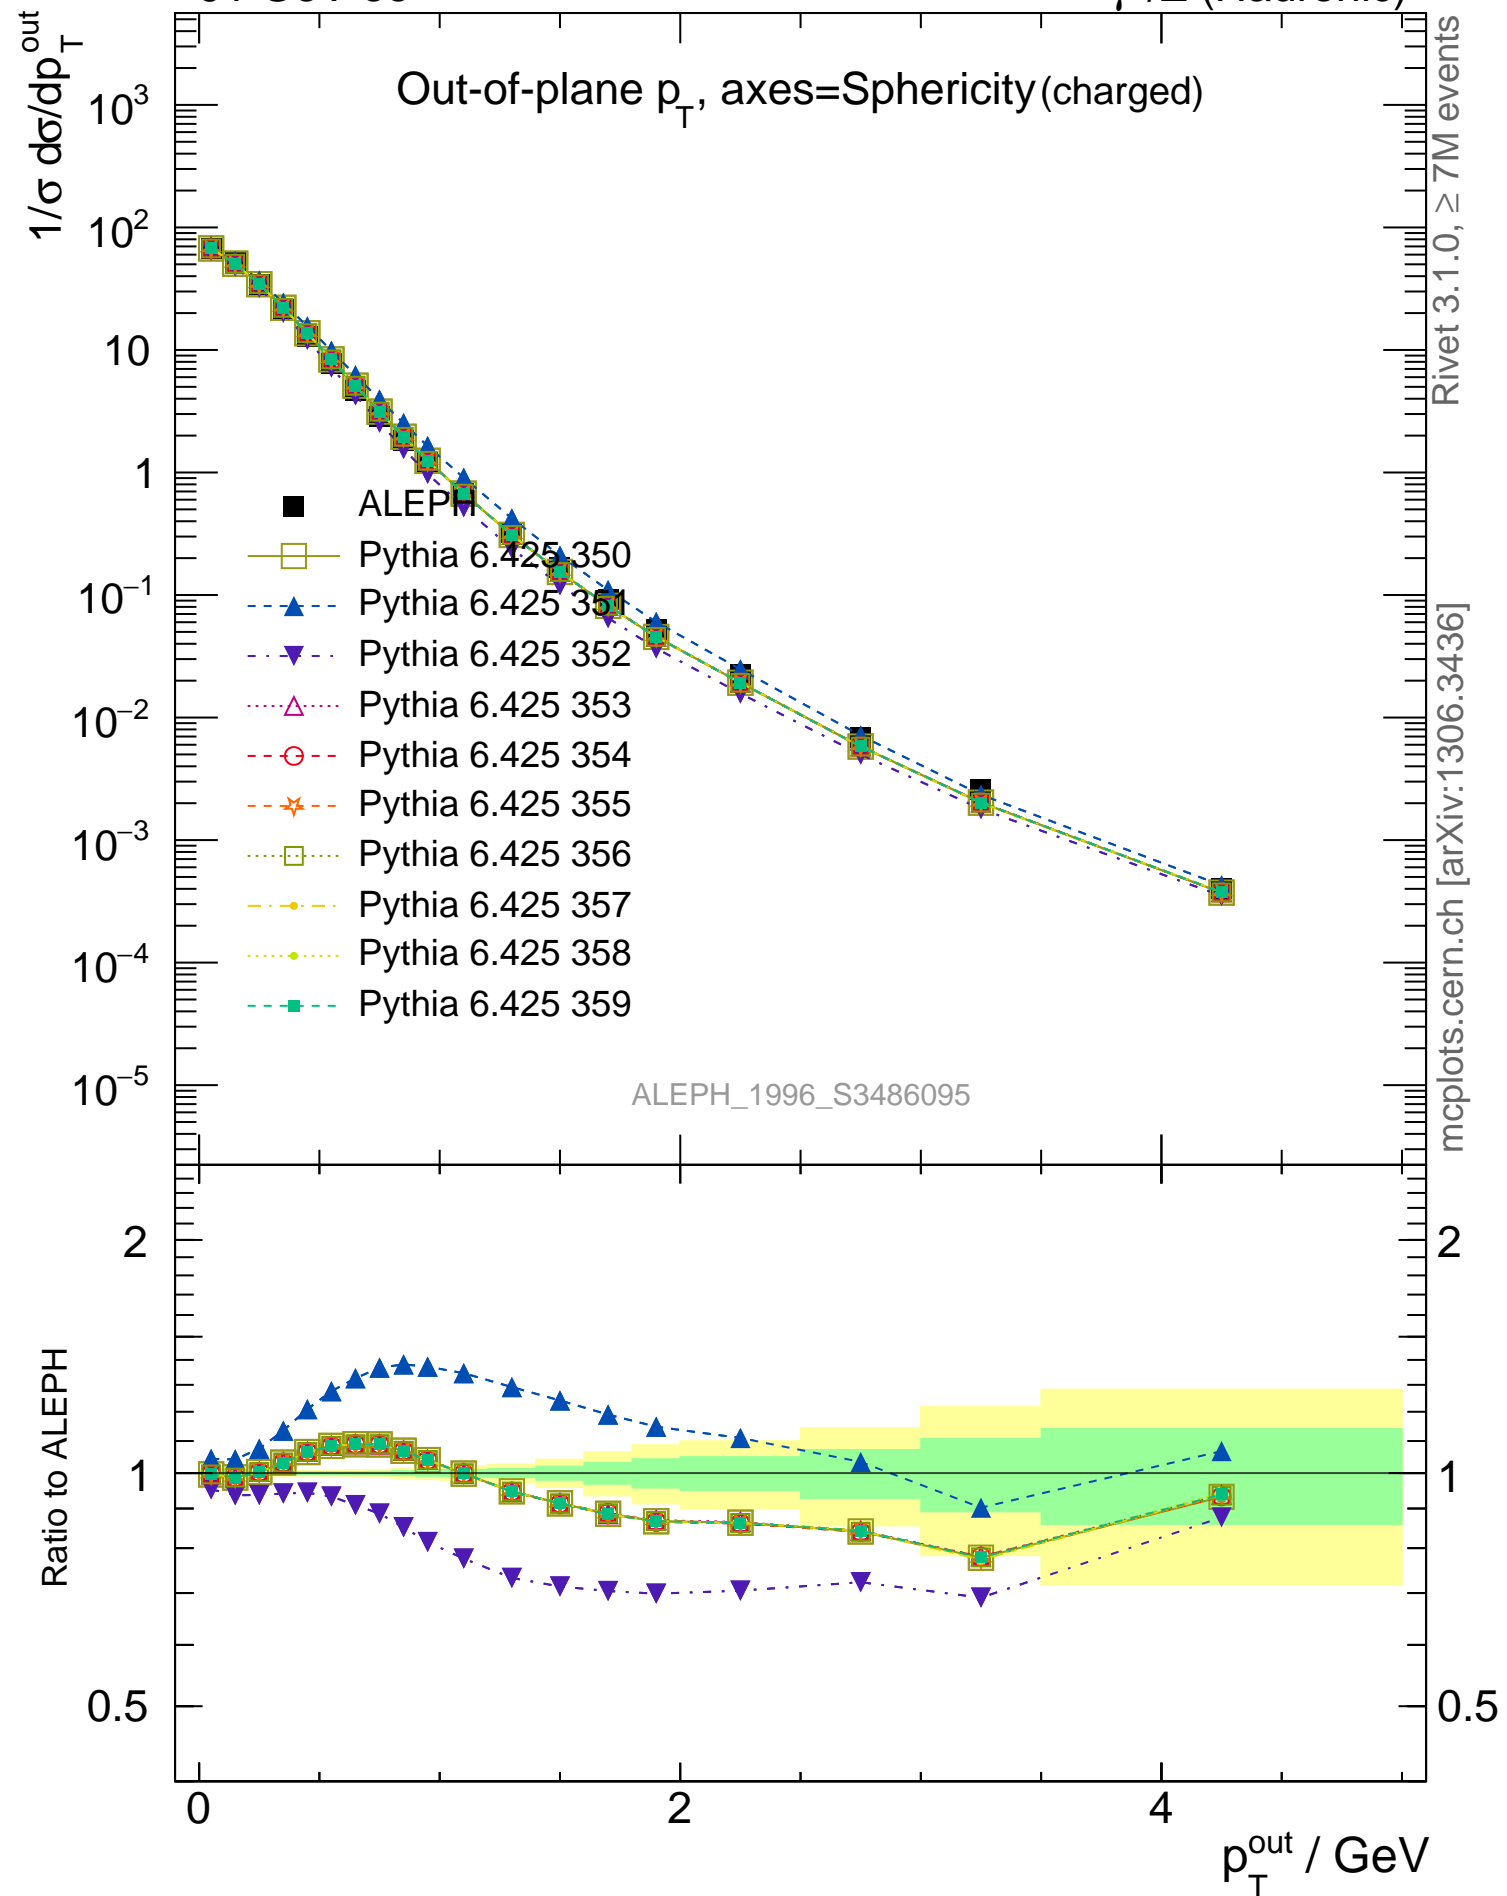 Out-of-plane p_T, axes=Sphericity (charged)
1/σ dσ/dp_T^out
10^3
10^2
10
1
10^−1
10^−2
10^−3
10^−4
10^−5
ALEPH
Pythia 6.425 350
Pythia 6.425 351
Pythia 6.425 352
Pythia 6.425 353
Pythia 6.425 354
Pythia 6.425 355
Pythia 6.425 356
Pythia 6.425 357
Pythia 6.425 358
Pythia 6.425 359
ALEPH_1996_S3486095
Rivet 3.1.0, ≥ 7M events
mcplots.cern.ch [arXiv:1306.3436]
Ratio to ALEPH
2
1
0.5
2
1
0.5
0
2
4
p_T^out / GeV